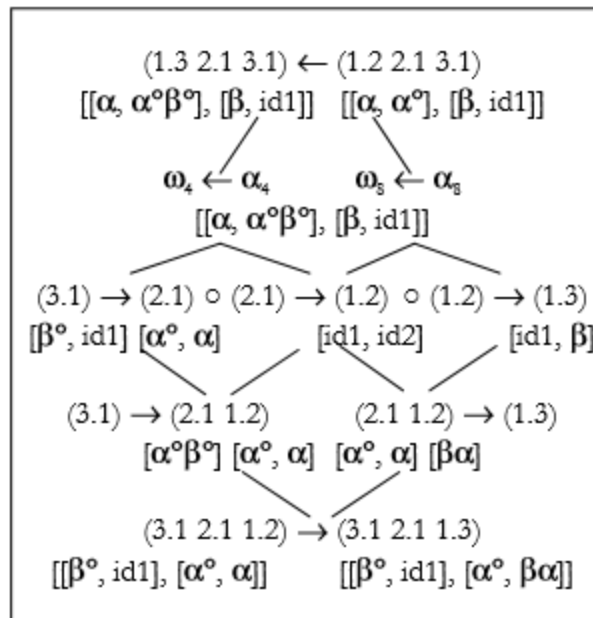 (1.3 2.1 3.1) ← (1.2 2.1 3.1)
[[α, α°β°], [β, id1]] [[α, α°], [β, id1]]
ω₄ ← α₄ ω₈ ← α₈
[[α, α°β°], [β, id1]]
(3.1) → (2.1) ○ (2.1) → (1.2) ○ (1.2) → (1.3)
[β°, id1] [α°, α] [id1, id2] [id1, β]
(3.1) → (2.1 1.2) (2.1 1.2) → (1.3)
[α°β°] [α°, α] [α°, α] [βα]
(3.1 2.1 1.2) → (3.1 2.1 1.3)
[[β°, id1], [α°, α]] [[β°, id1], [α°, βα]]